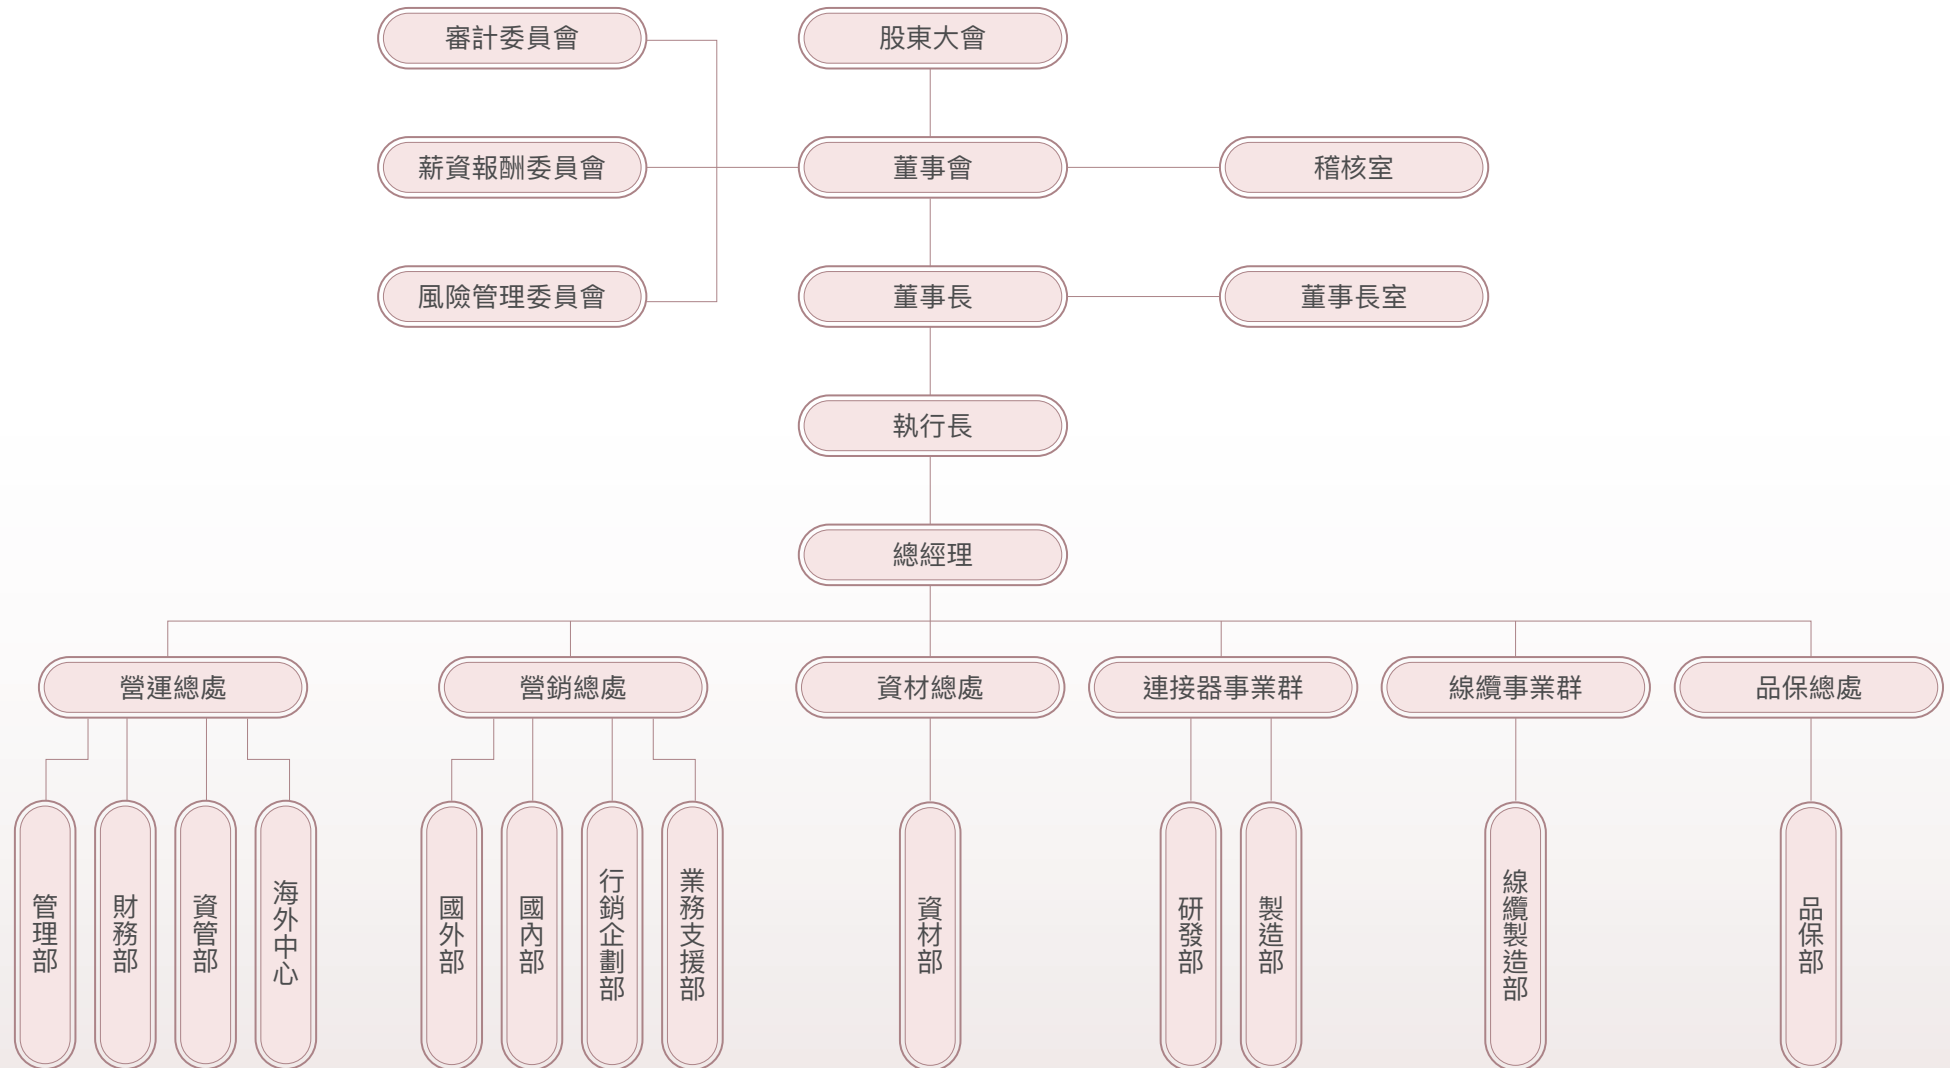 審計委員會
股東大會
薪資報酬委員會
董事會
稽核室
風險管理委員會
董事長
董事長室
執行長
總經理
營運總處
營銷總處
資材總處
連接器事業群
線纜事業群
品保總處
管理部
財務部
資管部
海外中心
國外部
國內部
行銷企劃部
業務支援部
資材部
研發部
製造部
線纜製造部
品保部